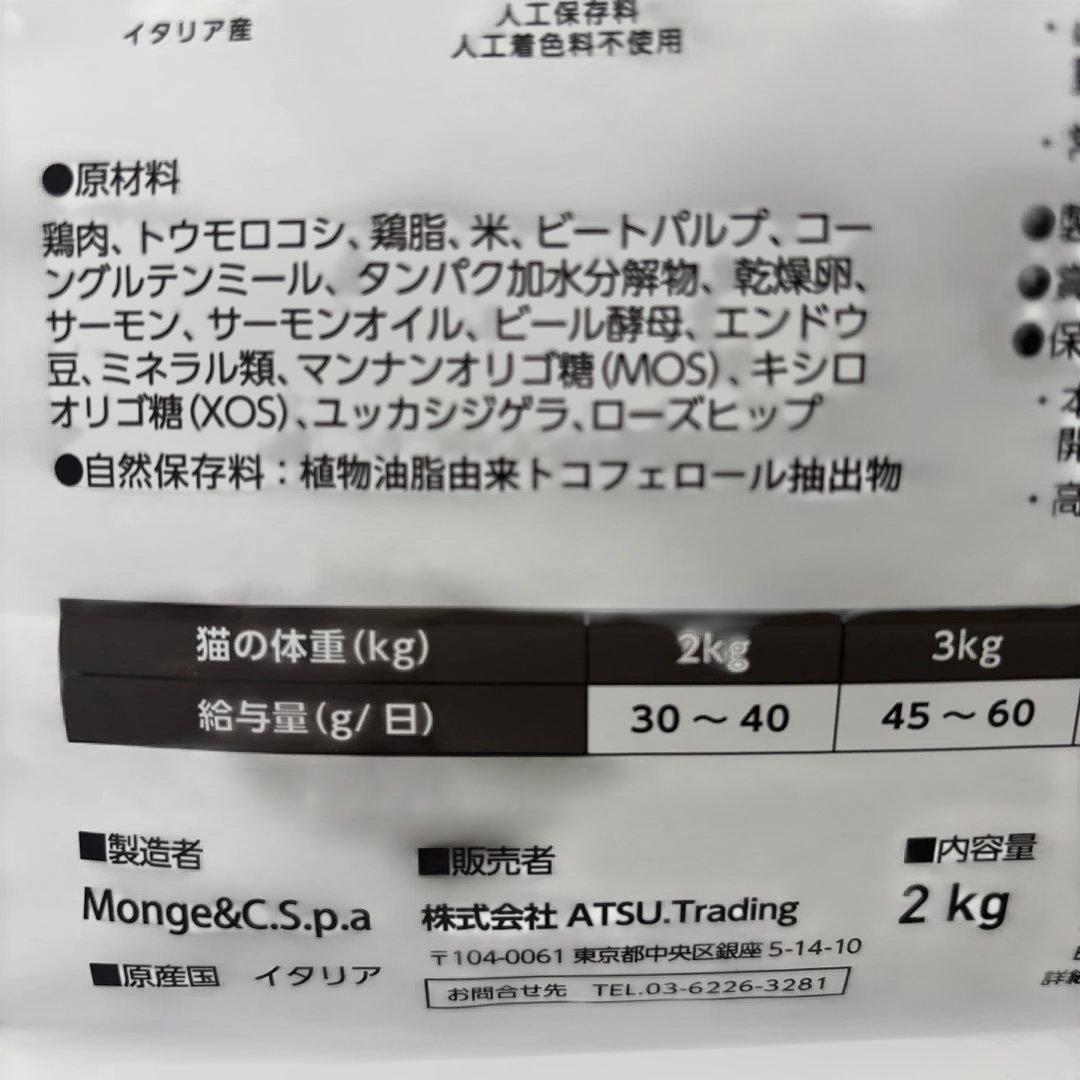 イタリア産
人工保存料
人工着色料不使用
●原材料
鶏肉、トウモロコシ、鶏脂、米、ビートパルプ、コー
ングルテンミール、タンパク加水分解物、乾燥卵、
サーモン、サーモンオイル、ビール酵母、エンドウ
豆、ミネラル類、マンナンオリゴ糖(MOS)、キシロ
オリゴ糖(XOS)、ユッカシジゲラ、ローズヒップ
●自然保存料：植物油脂由来トコフェロール抽出物
猫の体重(kg) 2kg 3kg
給与量(g/日) 30～40 45～60
■製造者
Monge&C.S.p.a
■原産国 イタリア
■販売者
株式会社 ATSU.Trading
〒104-0061 東京都中央区銀座 5-14-10
お問合せ先 TEL.03-6226-3281
■内容量
2 kg
●保
開
・高
詳細